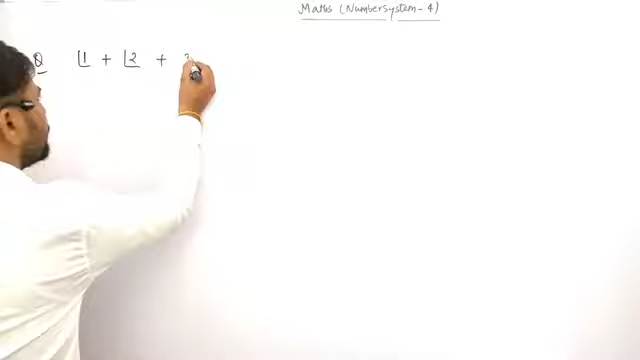 Maths (Numbersystem-4)
Q 1 + 2 +